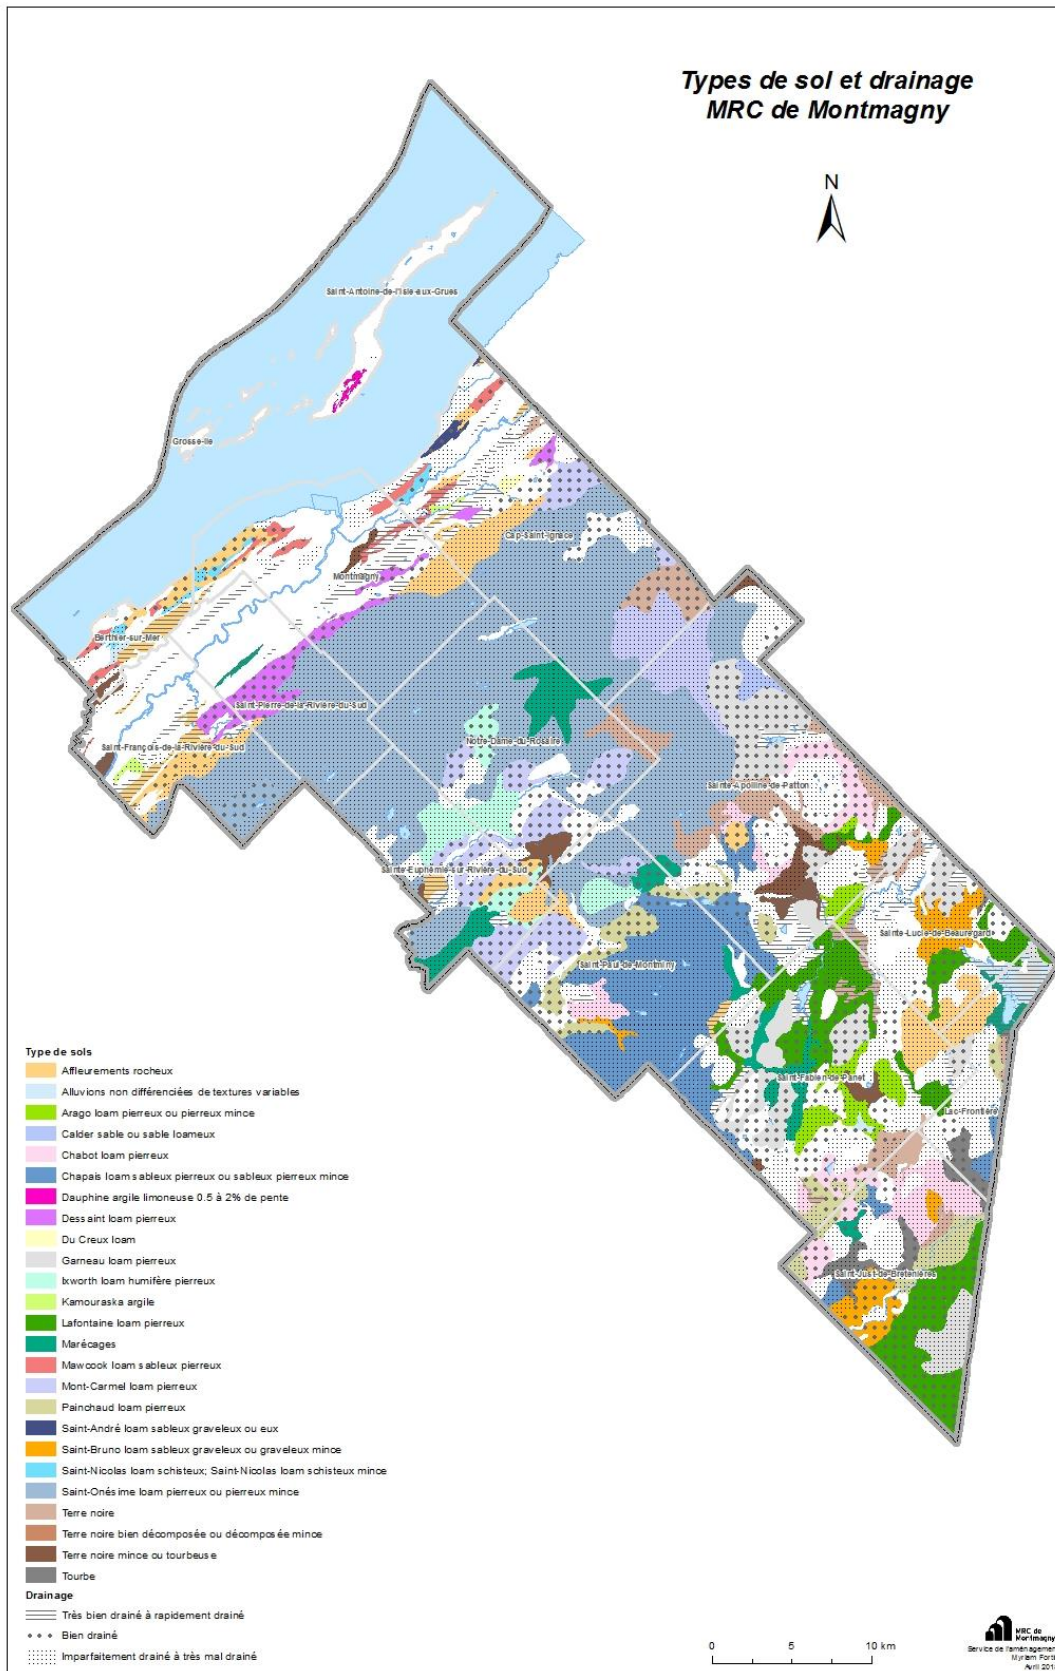 Types de sol et drainage
MRC de Montmagny
N
Saint-Antoine-de-l'Isle-aux-Grues
Grosse-Ile
Cap-Saint-Ignace
Montmagny
Berthier-sur-Mer
Saint-Pierre-de-la-Rivière-du-Sud
Saint-François-de-la-Rivière-du-Sud
Notre-Dame-du-Rosaire
Sainte-Apolline-de-Patton
Sainte-Euphémie-sur-Rivière-du-Sud
Sainte-Lucie-de-Beauregard
Saint-Paul-de-Montminy
Saint-Fabien-de-Panet
Lac-Frontière
Saint-Just-de-Bretenières
Type de sols
Affleurements rocheux
Alluvions non différenciées de textures variables
Arago loam pierreux ou pierreux mince
Calder sable ou sable loameux
Chabot loam pierreux
Chapais loam sableux pierreux ou sableux pierreux mince
Dauphine argile limoneuse 0.5 à 2% de pente
Dessaint loam pierreux
Du Creux loam
Garneau loam pierreux
Ixworth loam humifère pierreux
Kamouraska argile
Lafontaine loam pierreux
Marécages
Mawcook loam sableux pierreux
Mont-Carmel loam pierreux
Painchaud loam pierreux
Saint-André loam sableux graveleux ou eux
Saint-Bruno loam sableux graveleux ou graveleux mince
Saint-Nicolas loam schisteux; Saint-Nicolas loam schisteux mince
Saint-Onésime loam pierreux ou pierreux mince
Terre noire
Terre noire bien décomposée ou décomposée mince
Terre noire mince ou tourbeuse
Tourbe
Drainage
Très bien drainé à rapidement drainé
Bien drainé
Imparfaitement drainé à très mal drainé
0 5 10 km
MRC de
Montmagny
Service de l'aménagement
Myriam
Avril